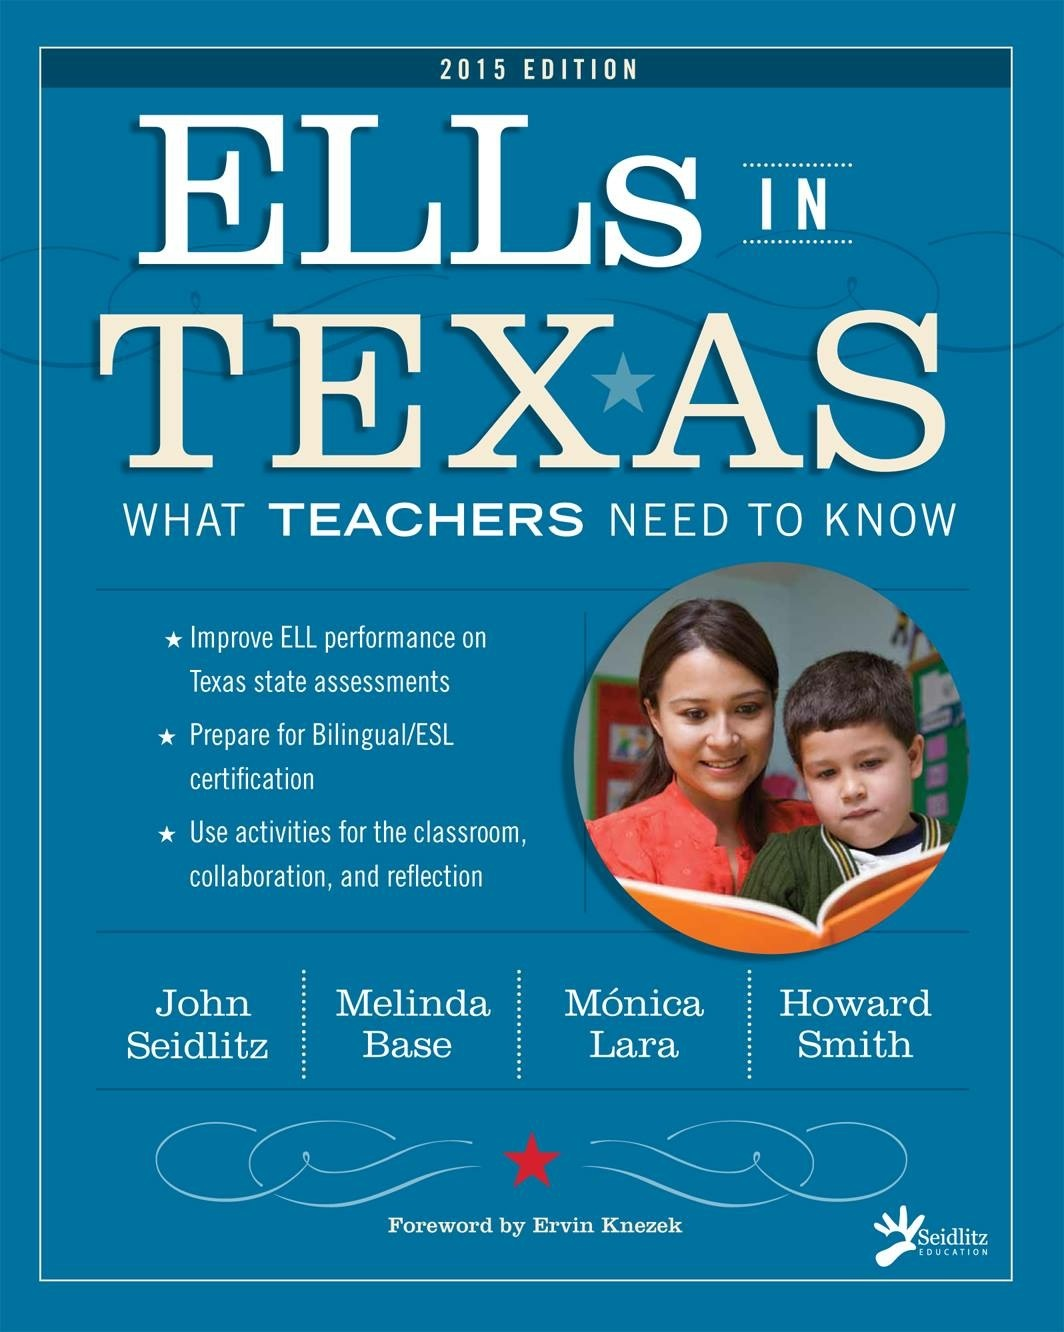 2015 EDITION
ELLs IN
TEXAS
WHAT TEACHERS NEED TO KNOW
★ Improve ELL performance on
Texas state assessments
★ Prepare for Bilingual/ESL
certification
★ Use activities for the classroom,
collaboration, and reflection
John
Seidlitz
Melinda
Base
Mónica
Lara
Howard
Smith
Foreword by Ervin Knezek
Seidlitz
EDUCATION